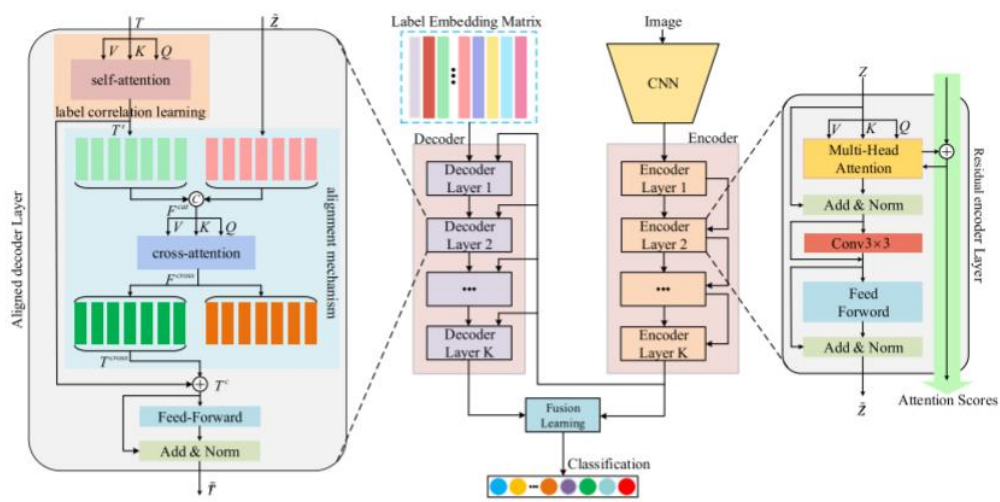 T
Z̄
V K Q
self-attention
label correlation learning
T^s
F^cat
C
V K Q
cross-attention
F^cross
T^cross
T^c
Feed-Forward
Add & Norm
T̄
Aligned decoder Layer
alignment mechanism
Label Embedding Matrix
Decoder
Decoder
Layer 1
Decoder
Layer 2
•••
Decoder
Layer K
Image
CNN
Encoder
Encoder
Layer 1
Encoder
Layer 2
•••
Encoder
Layer K
Fusion
Learning
Classification
Z
V K Q
Multi-Head
Attention
Add & Norm
Conv3×3
Feed
Forword
Add & Norm
Z̄
Attention Scores
Residual encoder Layer